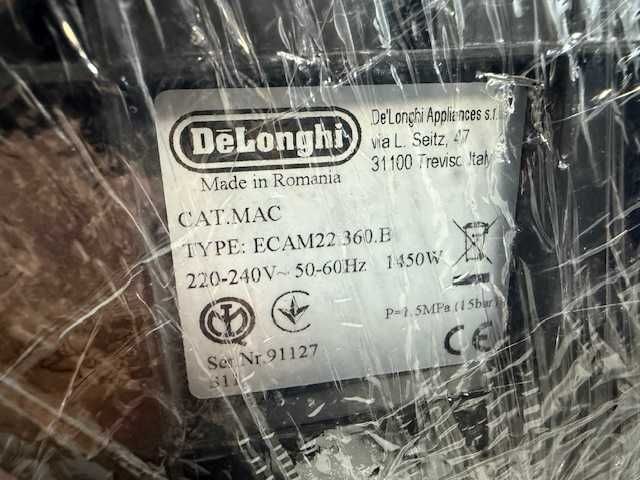 DeLonghi
Made in Romania
De'Longhi Appliances s.r.l.
via L. Seitz, 47
31100 Treviso Italy
CAT.MAC
TYPE: ECAM22.360.B
220-240V~ 50-60Hz 1450W
P=1.5MPa (15bar)
CE
Ser.Nr.91127